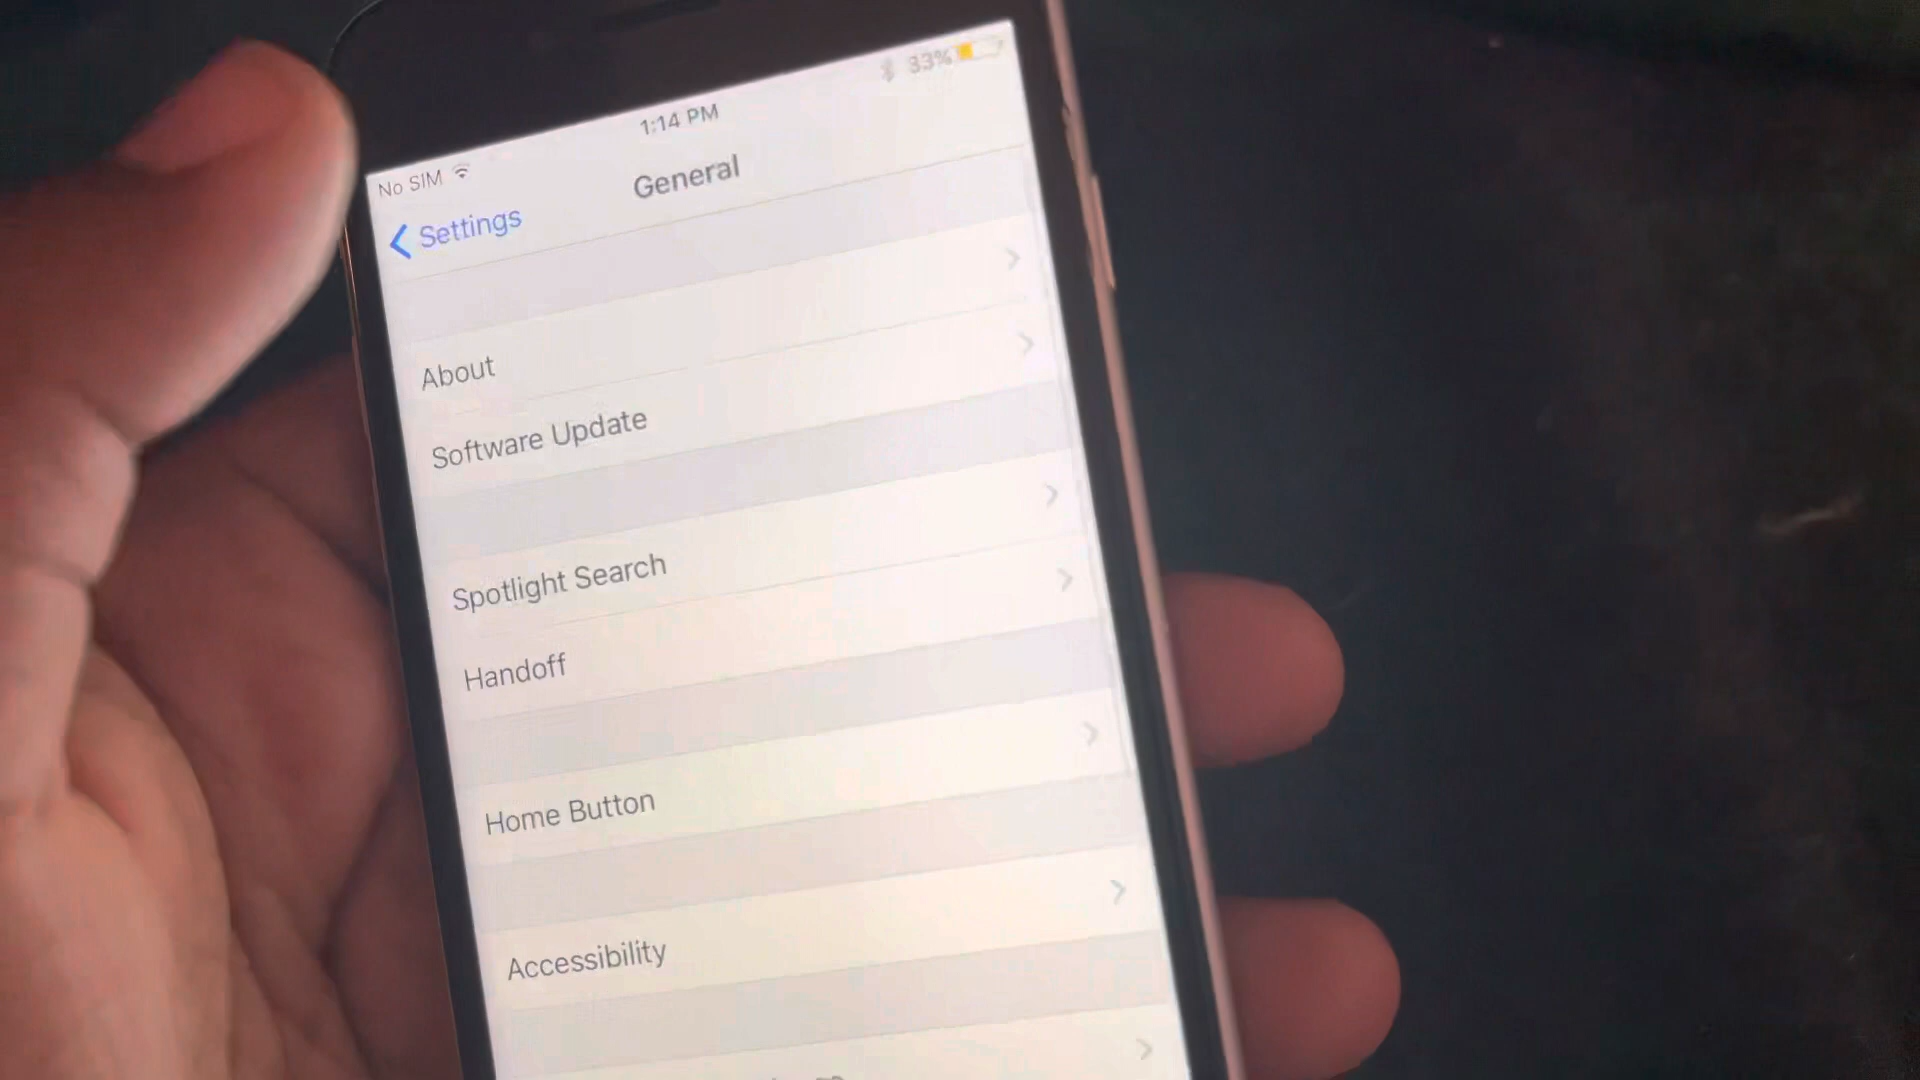 No SIM 1:14 PM 33%
Settings General
About
Software Update
Spotlight Search
Handoff
Home Button
Accessibility